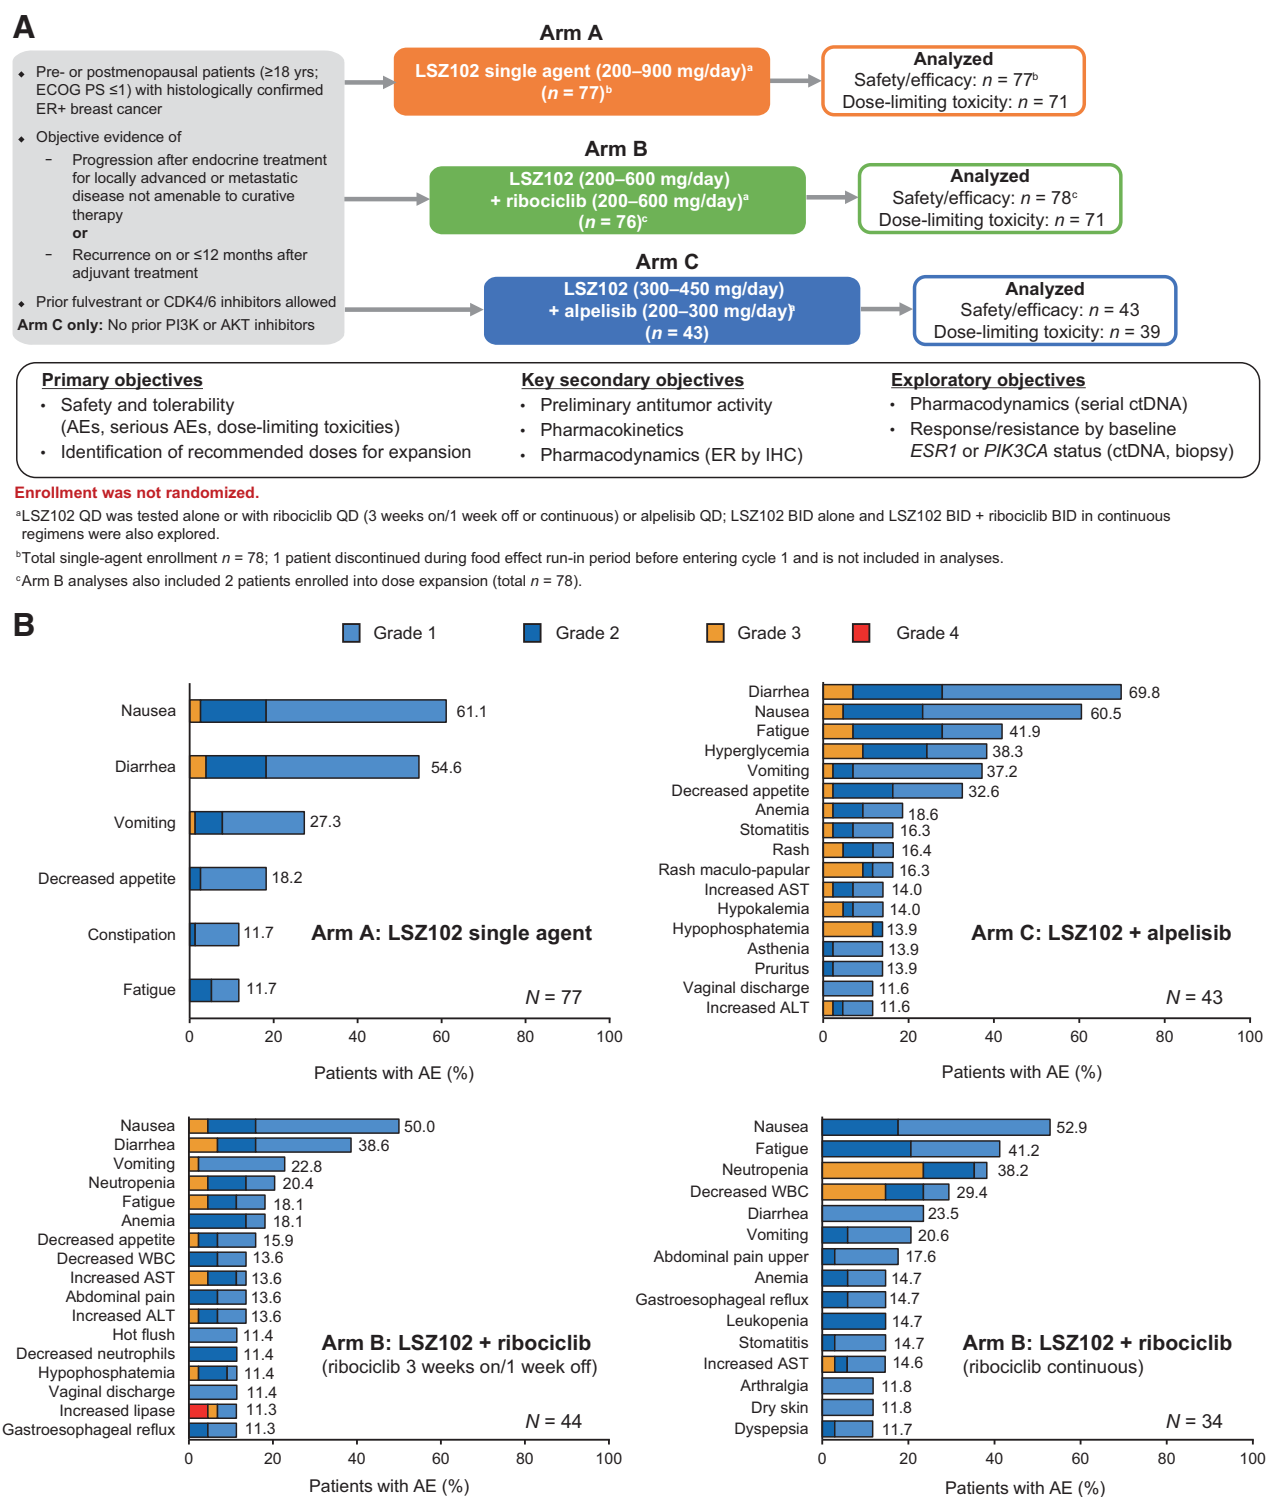 A
Pre- or postmenopausal patients (≥18 yrs;
ECOG PS ≤1) with histologically confirmed
ER+ breast cancer
Objective evidence of
– Progression after endocrine treatment
for locally advanced or metastatic
disease not amenable to curative
therapy
or
– Recurrence on or ≤12 months after
adjuvant treatment
Prior fulvestrant or CDK4/6 inhibitors allowed
Arm C only: No prior PI3K or AKT inhibitors
Arm A
LSZ102 single agent (200–900 mg/day)a
(n = 77)b
Analyzed
Safety/efficacy: n = 77b
Dose-limiting toxicity: n = 71
Arm B
LSZ102 (200–600 mg/day)
+ ribociclib (200–600 mg/day)a
(n = 76)c
Analyzed
Safety/efficacy: n = 78c
Dose-limiting toxicity: n = 71
Arm C
LSZ102 (300–450 mg/day)
+ alpelisib (200–300 mg/day)a
(n = 43)
Analyzed
Safety/efficacy: n = 43
Dose-limiting toxicity: n = 39
Primary objectives
• Safety and tolerability
(AEs, serious AEs, dose-limiting toxicities)
• Identification of recommended doses for expansion
Key secondary objectives
• Preliminary antitumor activity
• Pharmacokinetics
• Pharmacodynamics (ER by IHC)
Exploratory objectives
• Pharmacodynamics (serial ctDNA)
• Response/resistance by baseline
ESR1 or PIK3CA status (ctDNA, biopsy)
Enrollment was not randomized.
aLSZ102 QD was tested alone or with ribociclib QD (3 weeks on/1 week off or continuous) or alpelisib QD; LSZ102 BID alone and LSZ102 BID + ribociclib BID in continuous
regimens were also explored.
bTotal single-agent enrollment n = 78; 1 patient discontinued during food effect run-in period before entering cycle 1 and is not included in analyses.
cArm B analyses also included 2 patients enrolled into dose expansion (total n = 78).
B
Grade 1 Grade 2 Grade 3 Grade 4
Nausea 61.1
Diarrhea 54.6
Vomiting 27.3
Decreased appetite 18.2
Constipation 11.7
Fatigue 11.7
Arm A: LSZ102 single agent
N = 77
0 20 40 60 80 100
Patients with AE (%)
Diarrhea 69.8
Nausea 60.5
Fatigue 41.9
Hyperglycemia 38.3
Vomiting 37.2
Decreased appetite 32.6
Anemia 18.6
Stomatitis 16.3
Rash 16.4
Rash maculo-papular 16.3
Increased AST 14.0
Hypokalemia 14.0
Hypophosphatemia 13.9
Asthenia 13.9
Pruritus 13.9
Vaginal discharge 11.6
Increased ALT 11.6
Arm C: LSZ102 + alpelisib
N = 43
0 20 40 60 80 100
Patients with AE (%)
Nausea 50.0
Diarrhea 38.6
Vomiting 22.8
Neutropenia 20.4
Fatigue 18.1
Anemia 18.1
Decreased appetite 15.9
Decreased WBC 13.6
Increased AST 13.6
Abdominal pain 13.6
Increased ALT 13.6
Hot flush 11.4
Decreased neutrophils 11.4
Hypophosphatemia 11.4
Vaginal discharge 11.4
Increased lipase 11.3
Gastroesophageal reflux 11.3
Arm B: LSZ102 + ribociclib
(ribociclib 3 weeks on/1 week off)
N = 44
0 20 40 60 80 100
Patients with AE (%)
Nausea 52.9
Fatigue 41.2
Neutropenia 38.2
Decreased WBC 29.4
Diarrhea 23.5
Vomiting 20.6
Abdominal pain upper 17.6
Anemia 14.7
Gastroesophageal reflux 14.7
Leukopenia 14.7
Stomatitis 14.7
Increased AST 14.6
Arthralgia 11.8
Dry skin 11.8
Dyspepsia 11.7
Arm B: LSZ102 + ribociclib
(ribociclib continuous)
N = 34
0 20 40 60 80 100
Patients with AE (%)